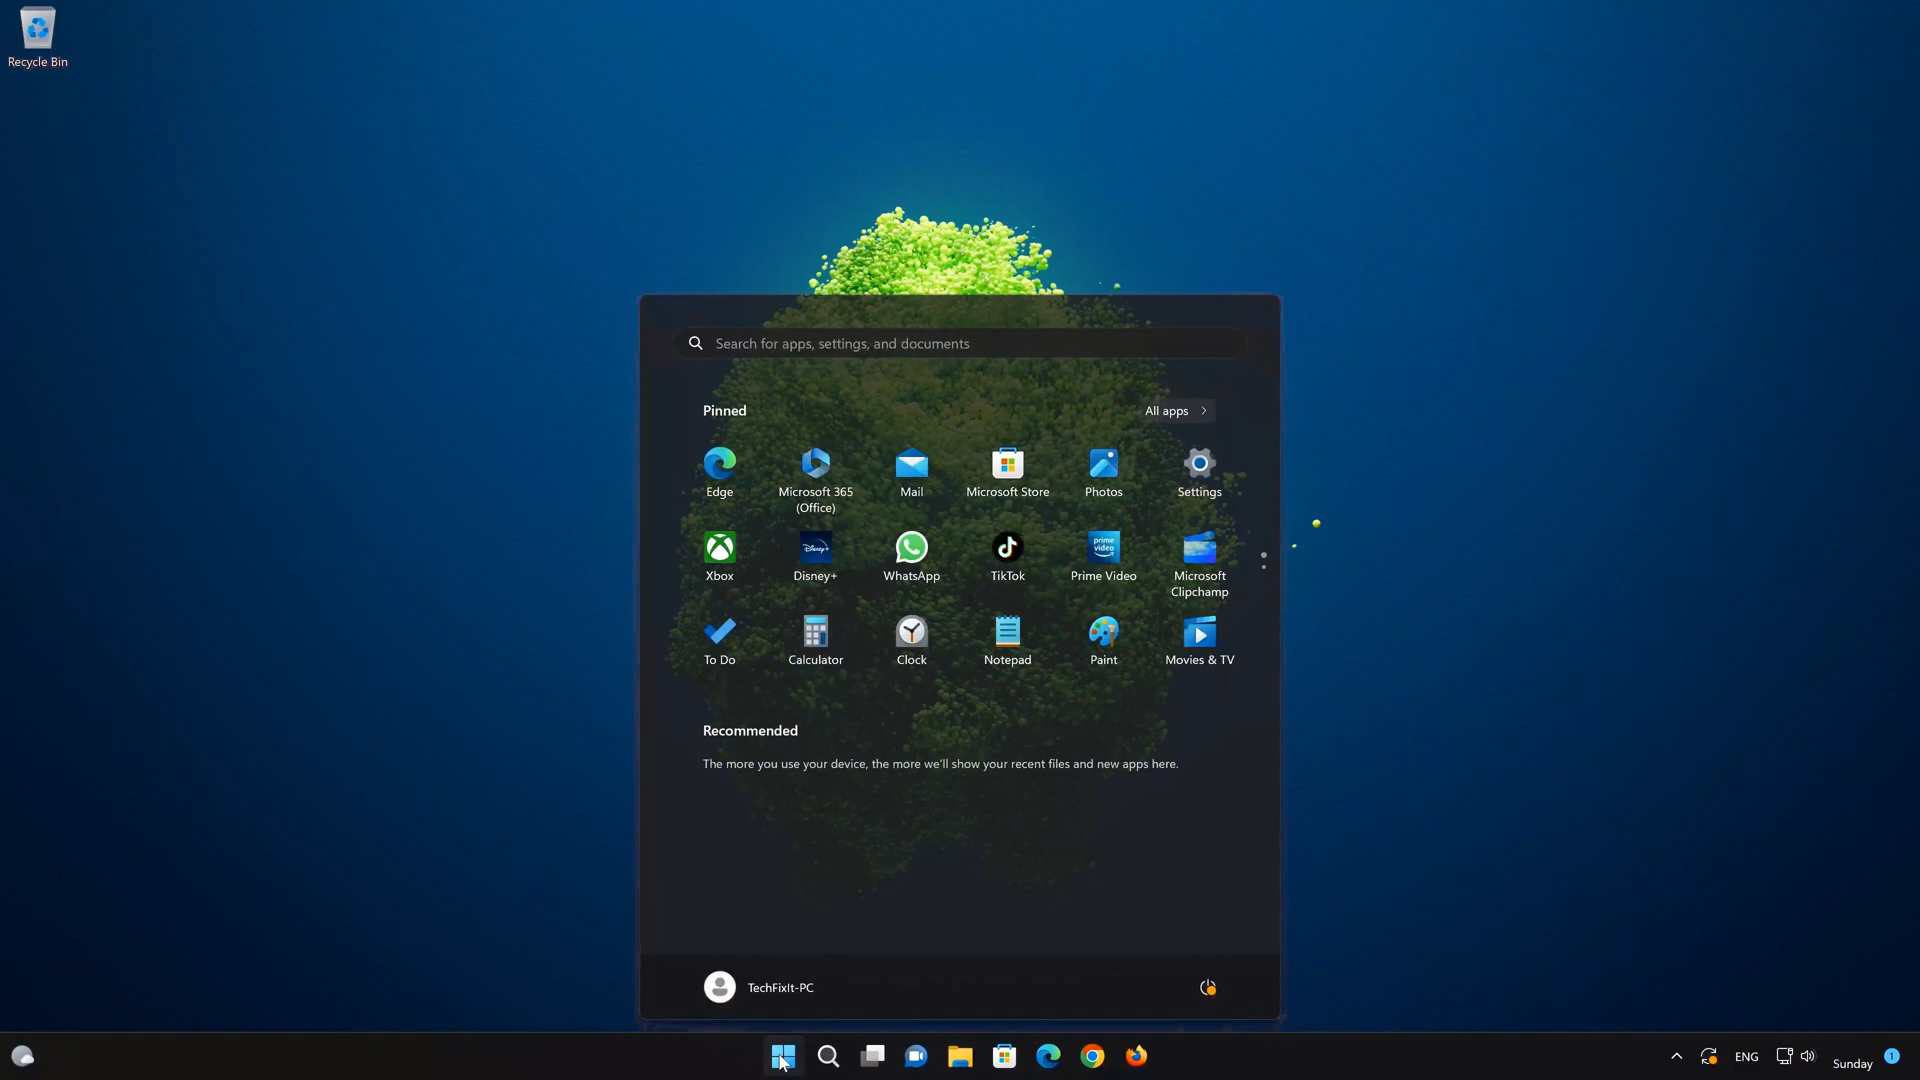 Recycle Bin
Search for apps, settings, and documents
Pinned
All apps
Edge
Microsoft 365
(Office)
Mail
Microsoft Store
Photos
Settings
Xbox
Disney+
WhatsApp
TikTok
prime
video
Prime Video
Microsoft
Clipchamp
To Do
Calculator
Clock
Notepad
Paint
Movies & TV
Recommended
The more you use your device, the more we'll show your recent files and new apps here.
TechFixIt-PC
ENG
Sunday
1